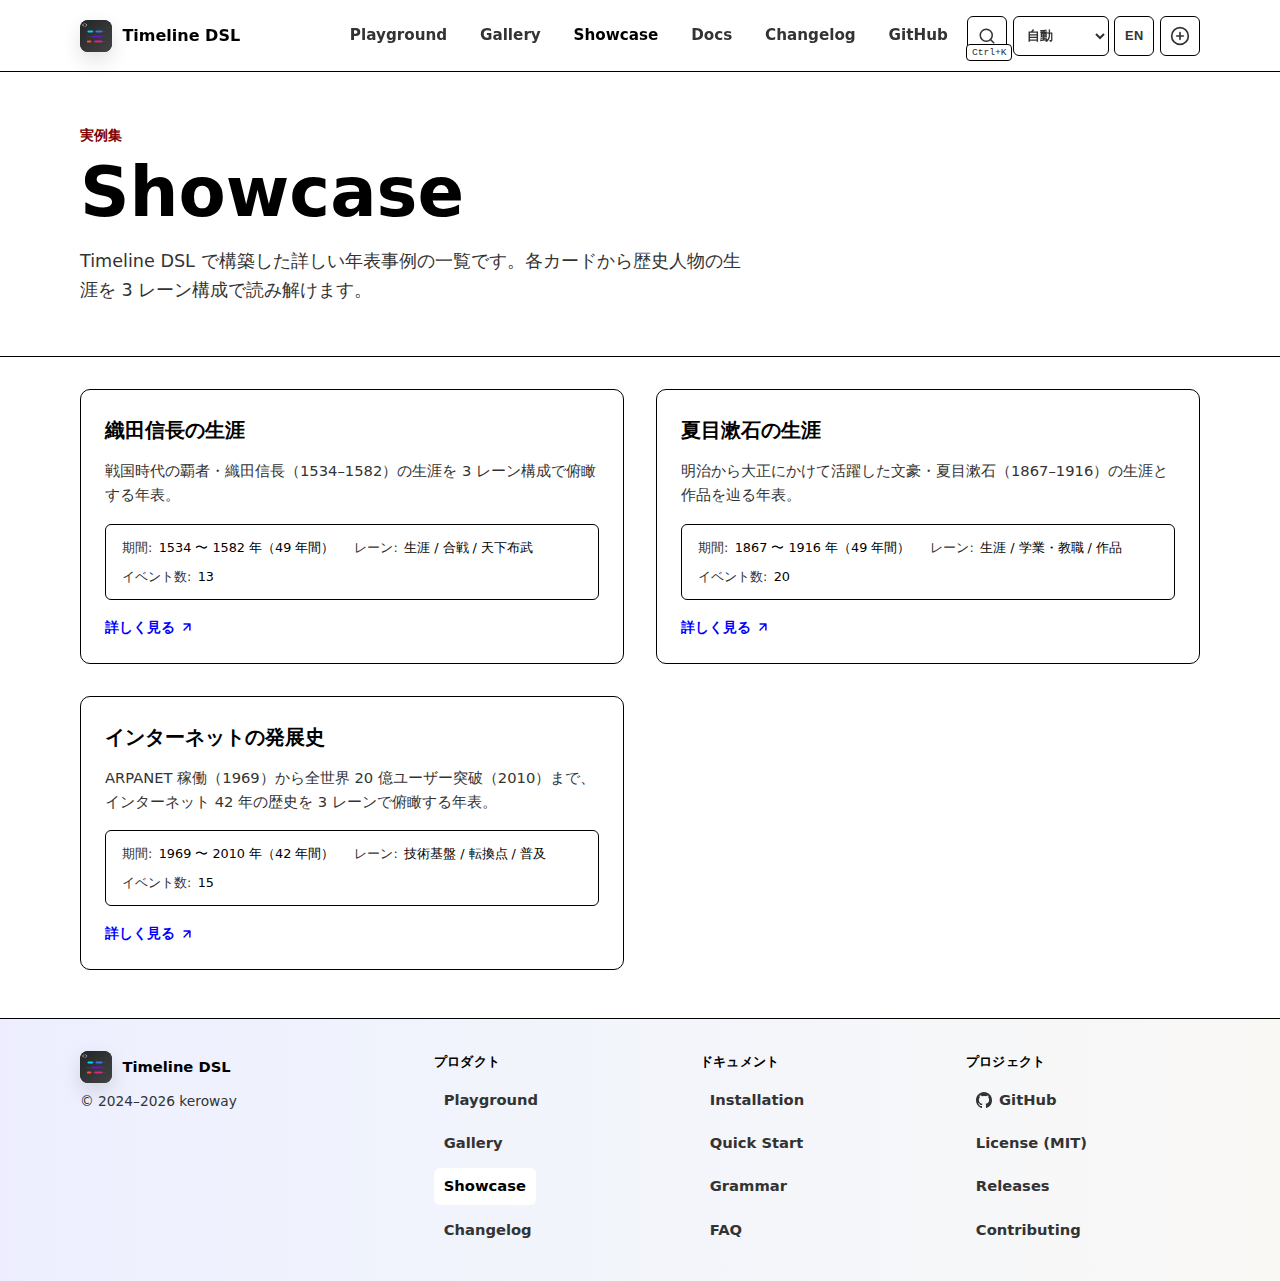 Timeline DSL
Playground
Gallery
Showcase
Docs
Changelog
GitHub
Ctrl+K
自動
EN
実例集
Showcase
Timeline DSL で構築した詳しい年表事例の一覧です。各カードから歴史人物の生
涯を 3 レーン構成で読み解けます。
織田信長の生涯
戦国時代の覇者・織田信長（1534–1582）の生涯を 3 レーン構成で俯瞰
する年表。
期間: 1534 〜 1582 年（49 年間） レーン: 生涯 / 合戦 / 天下布武
イベント数: 13
詳しく見る
夏目漱石の生涯
明治から大正にかけて活躍した文豪・夏目漱石（1867–1916）の生涯と
作品を辿る年表。
期間: 1867 〜 1916 年（49 年間） レーン: 生涯 / 学業・教職 / 作品
イベント数: 20
詳しく見る
インターネットの発展史
ARPANET 稼働（1969）から全世界 20 億ユーザー突破（2010）まで、
インターネット 42 年の歴史を 3 レーンで俯瞰する年表。
期間: 1969 〜 2010 年（42 年間） レーン: 技術基盤 / 転換点 / 普及
イベント数: 15
詳しく見る
Timeline DSL
© 2024–2026 keroway
プロダクト
Playground
Gallery
Showcase
Changelog
ドキュメント
Installation
Quick Start
Grammar
FAQ
プロジェクト
GitHub
License (MIT)
Releases
Contributing